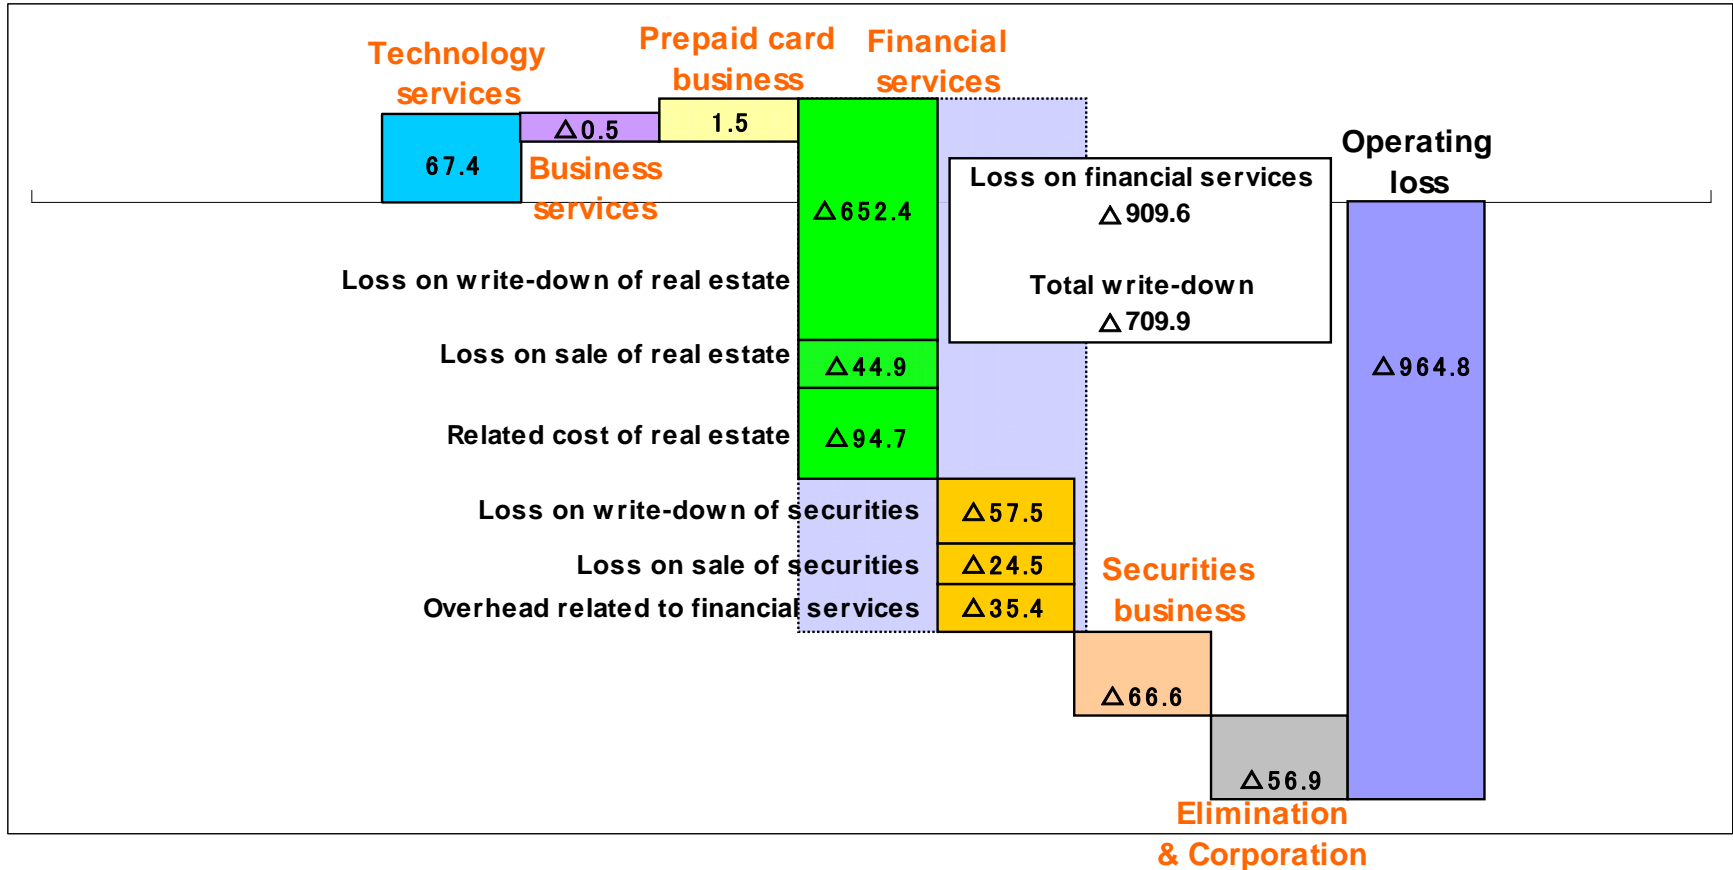 Technology
services
Prepaid card
business
Financial
services
△0.5
1.5
67.4
Business
services
Operating
loss
Loss on financial services
△909.6
Total write-down
△709.9
△652.4
Loss on write-down of real estate
Loss on sale of real estate
△44.9
△964.8
Related cost of real estate
△94.7
Loss on write-down of securities
△57.5
Loss on sale of securities
△24.5
Overhead related to financial services
△35.4
Securities
business
△66.6
△56.9
Elimination
& Corporation